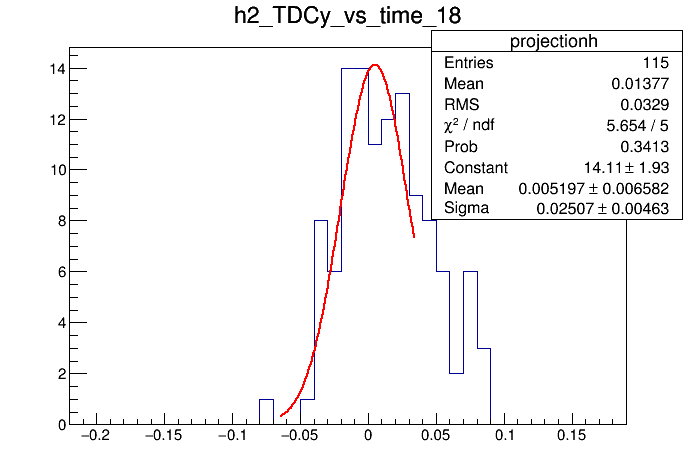 h2_TDCy_vs_time_18
projectionh
Entries 115
Mean 0.01377
RMS 0.0329
χ² / ndf 5.654 / 5
Prob 0.3413
Constant 14.11 ± 1.93
Mean 0.005197 ± 0.006582
Sigma 0.02507 ± 0.00463
14
12
10
8
6
4
2
0
−0.2 −0.15 −0.1 −0.05 0 0.05 0.1 0.15